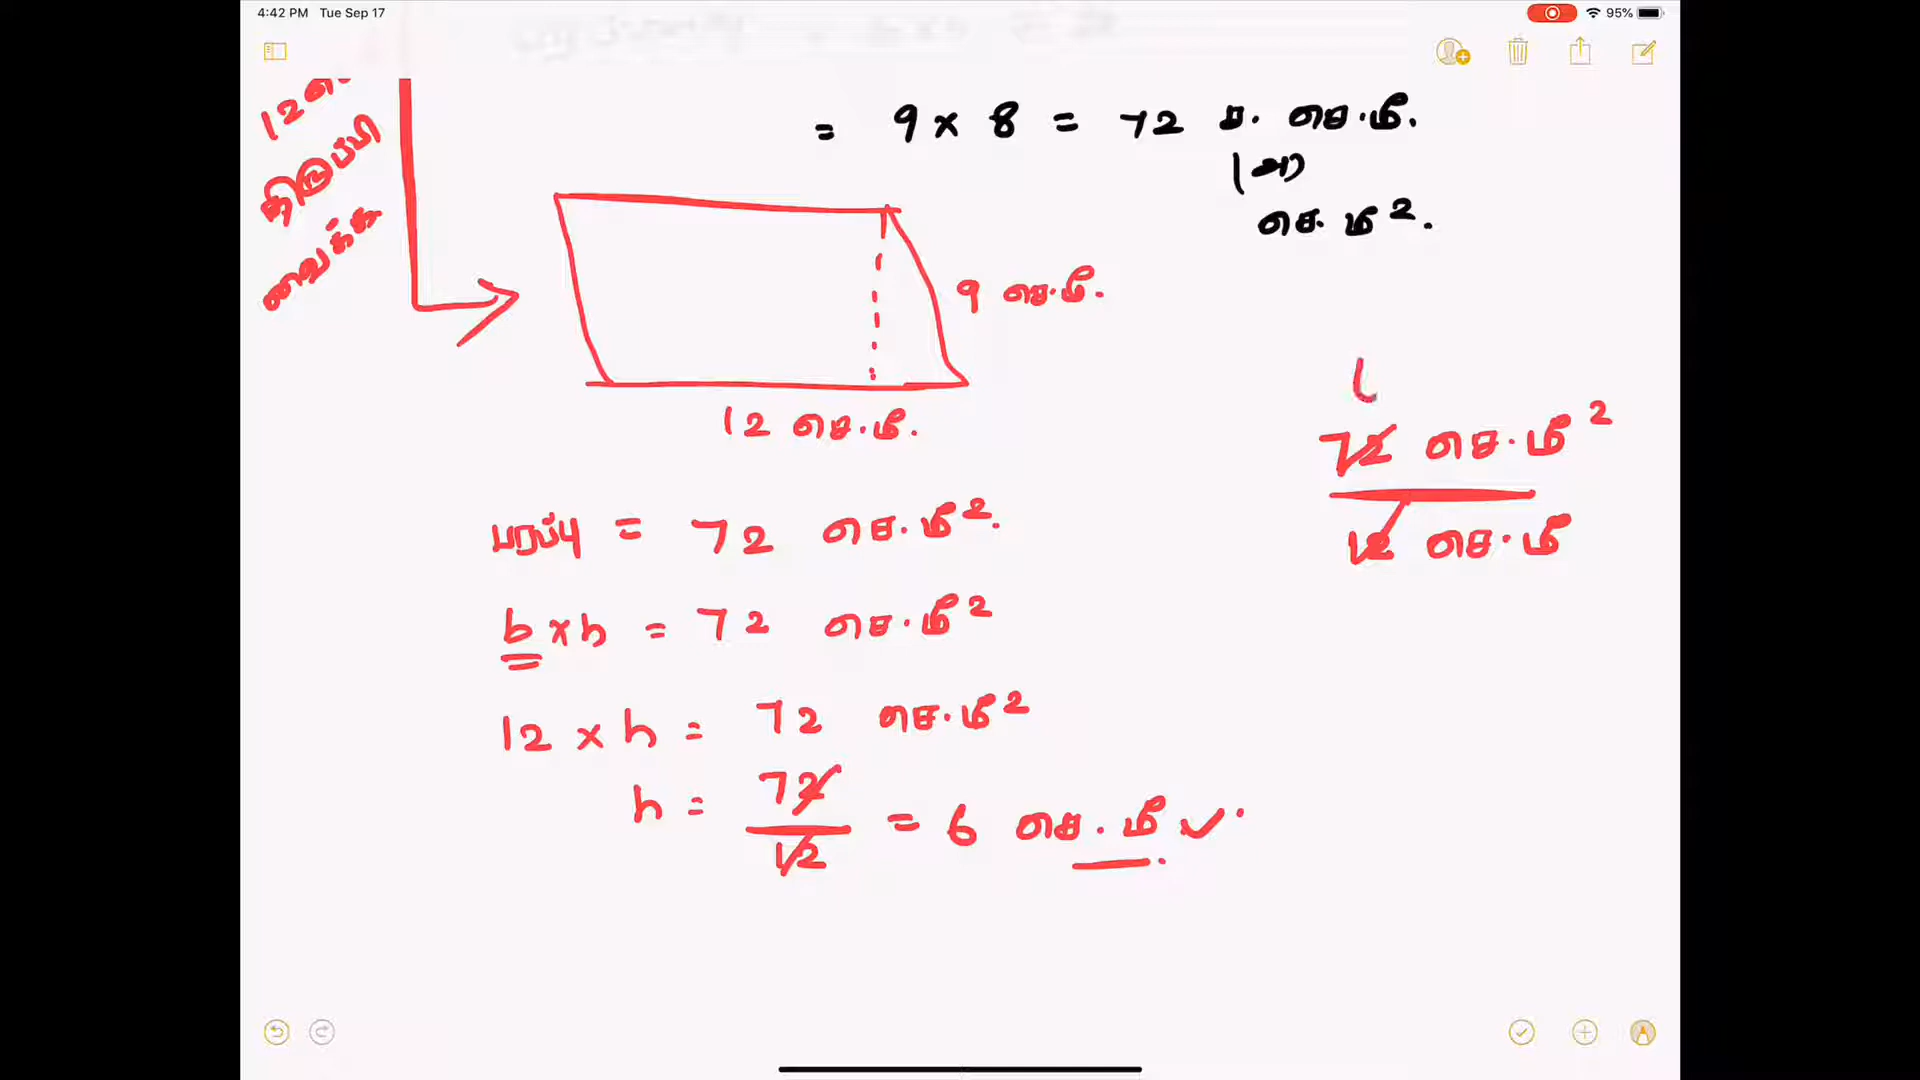 4:42 PM Tue Sep 17
95%
திருப்பி
வைக்க
= 9 × 8 = 72 ச. செ.மீ.
(அ)
செ.மீ².
9 செ.மீ.
12 செ.மீ.
72 செ.மீ²
12 செ.மீ
பரப்பு = 72 செ.மீ².
b × h = 72 செ.மீ²
12 × h = 72 செ.மீ²
h = 72/12 = 6 செ.மீ.